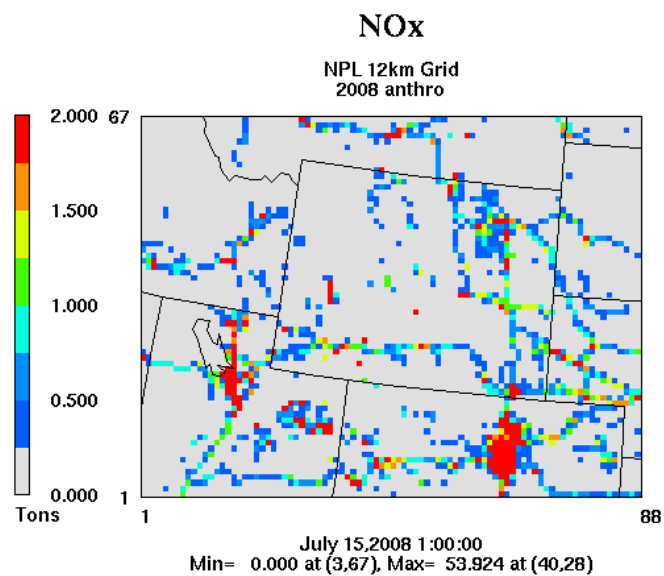 NOx
NPL 12km Grid
2008 anthro
2.000
1.500
1.000
0.500
0.000
Tons
67
1
1
88
July 15,2008 1:00:00
Min= 0.000 at (3,67), Max= 53.924 at (40,28)